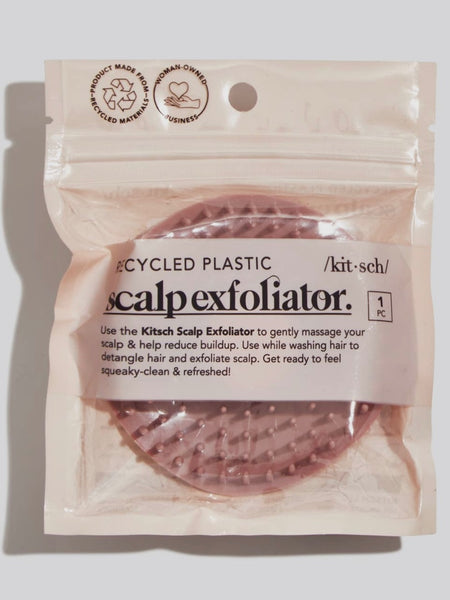 PRODUCT MADE FROM
RECYCLED MATERIALS
WOMAN-OWNED
BUSINESS
RECYCLED PLASTIC
/kit·sch/
scalp exfoliator.
1
PC
Use the Kitsch Scalp Exfoliator to gently massage your
scalp & help reduce buildup. Use while washing hair to
detangle hair and exfoliate scalp. Get ready to feel
squeaky-clean & refreshed!